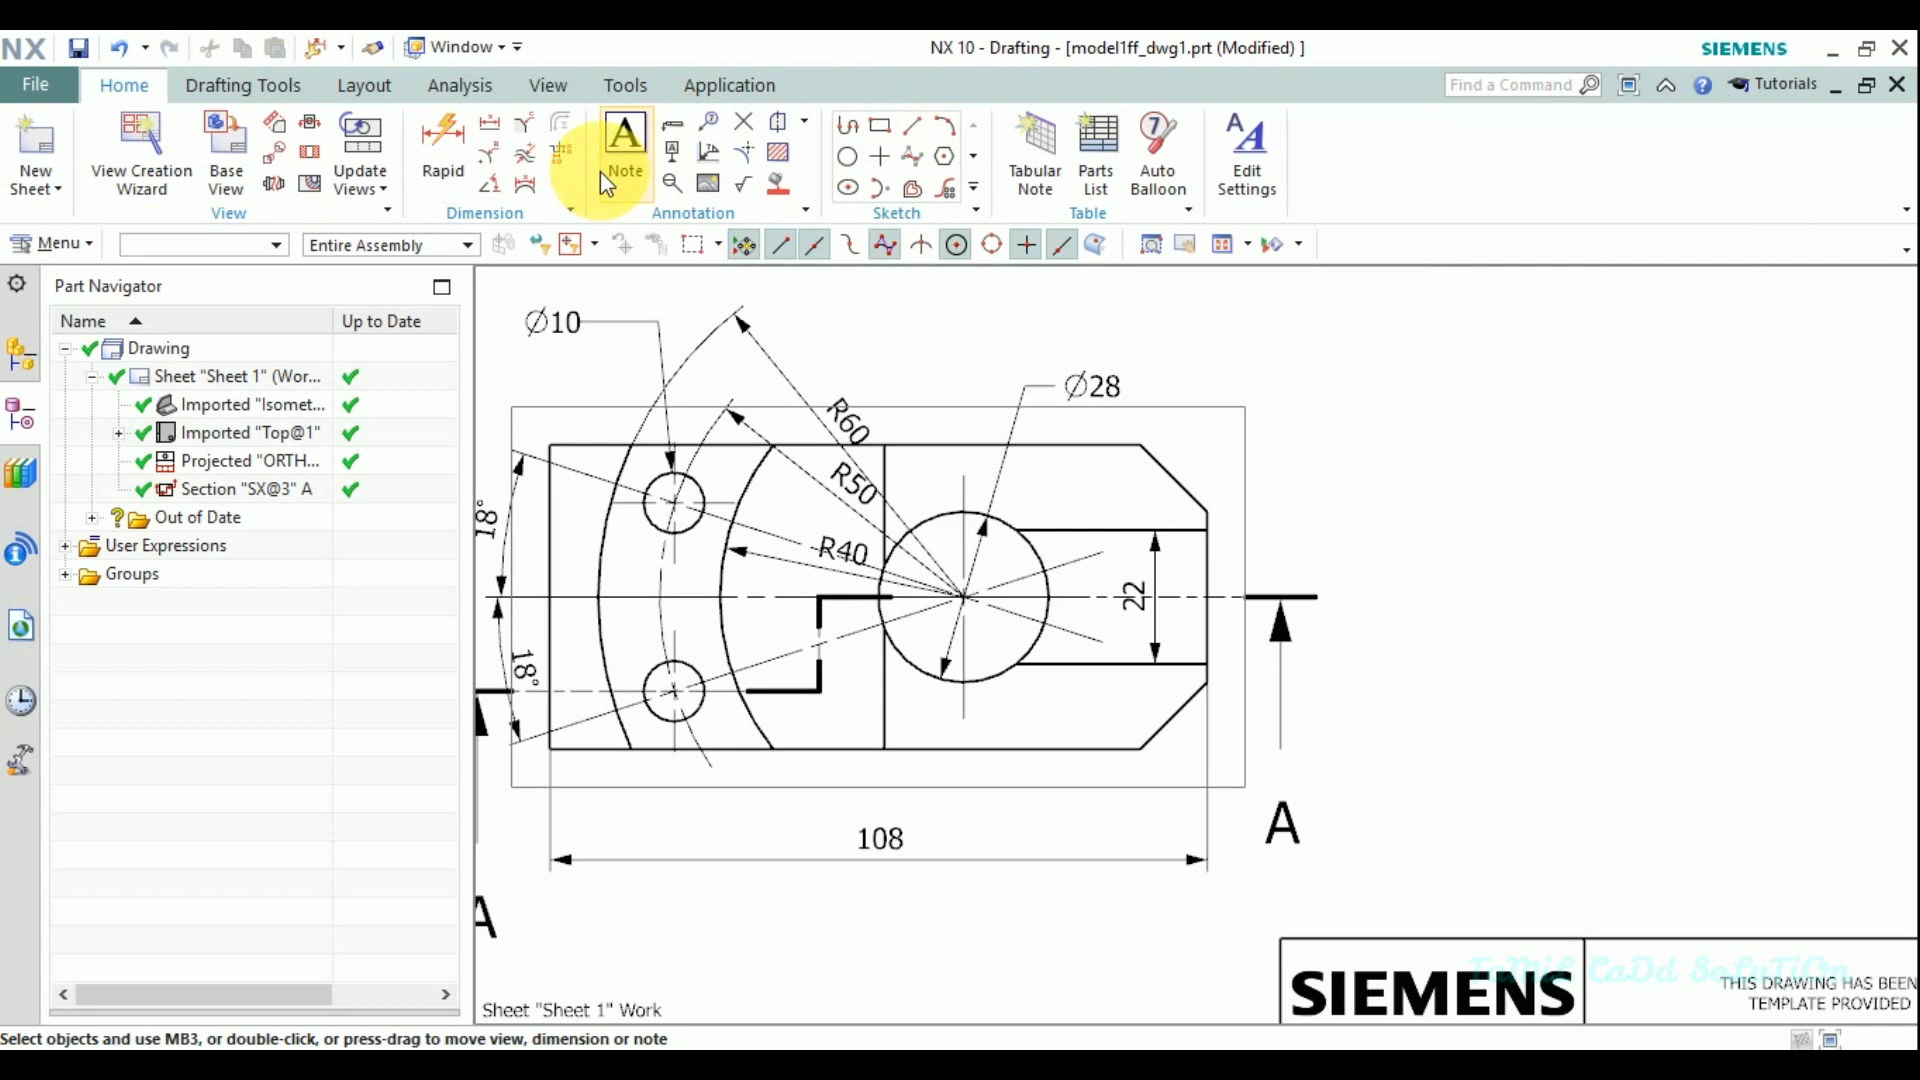 NX
Window
NX 10 - Drafting - [model1ff_dwg1.prt (Modified) ]
SIEMENS
File
Home
Drafting Tools
Layout
Analysis
View
Tools
Application
Find a Command
Tutorials
New
Sheet
View Creation
Wizard
Base
View
Update
Views
View
Rapid
Dimension
A
Note
Annotation
Sketch
Tabular
Note
Parts
List
Auto
Balloon
Table
Edit
Settings
Menu
Entire Assembly
Part Navigator
Name
Up to Date
Drawing
Sheet "Sheet 1" (Wor...
Imported "Isomet...
Imported "Top@1"
Projected "ORTH...
Section "SX@3" A
Out of Date
User Expressions
Groups
∅10
∅28
R60
R50
R40
18°
18°
22
108
A
A
SIEMENS
TaMiL CaDd SoLuTiOn
THIS DRAWING HAS BEEN
TEMPLATE PROVIDED
Sheet "Sheet 1" Work
Select objects and use MB3, or double-click, or press-drag to move view, dimension or note